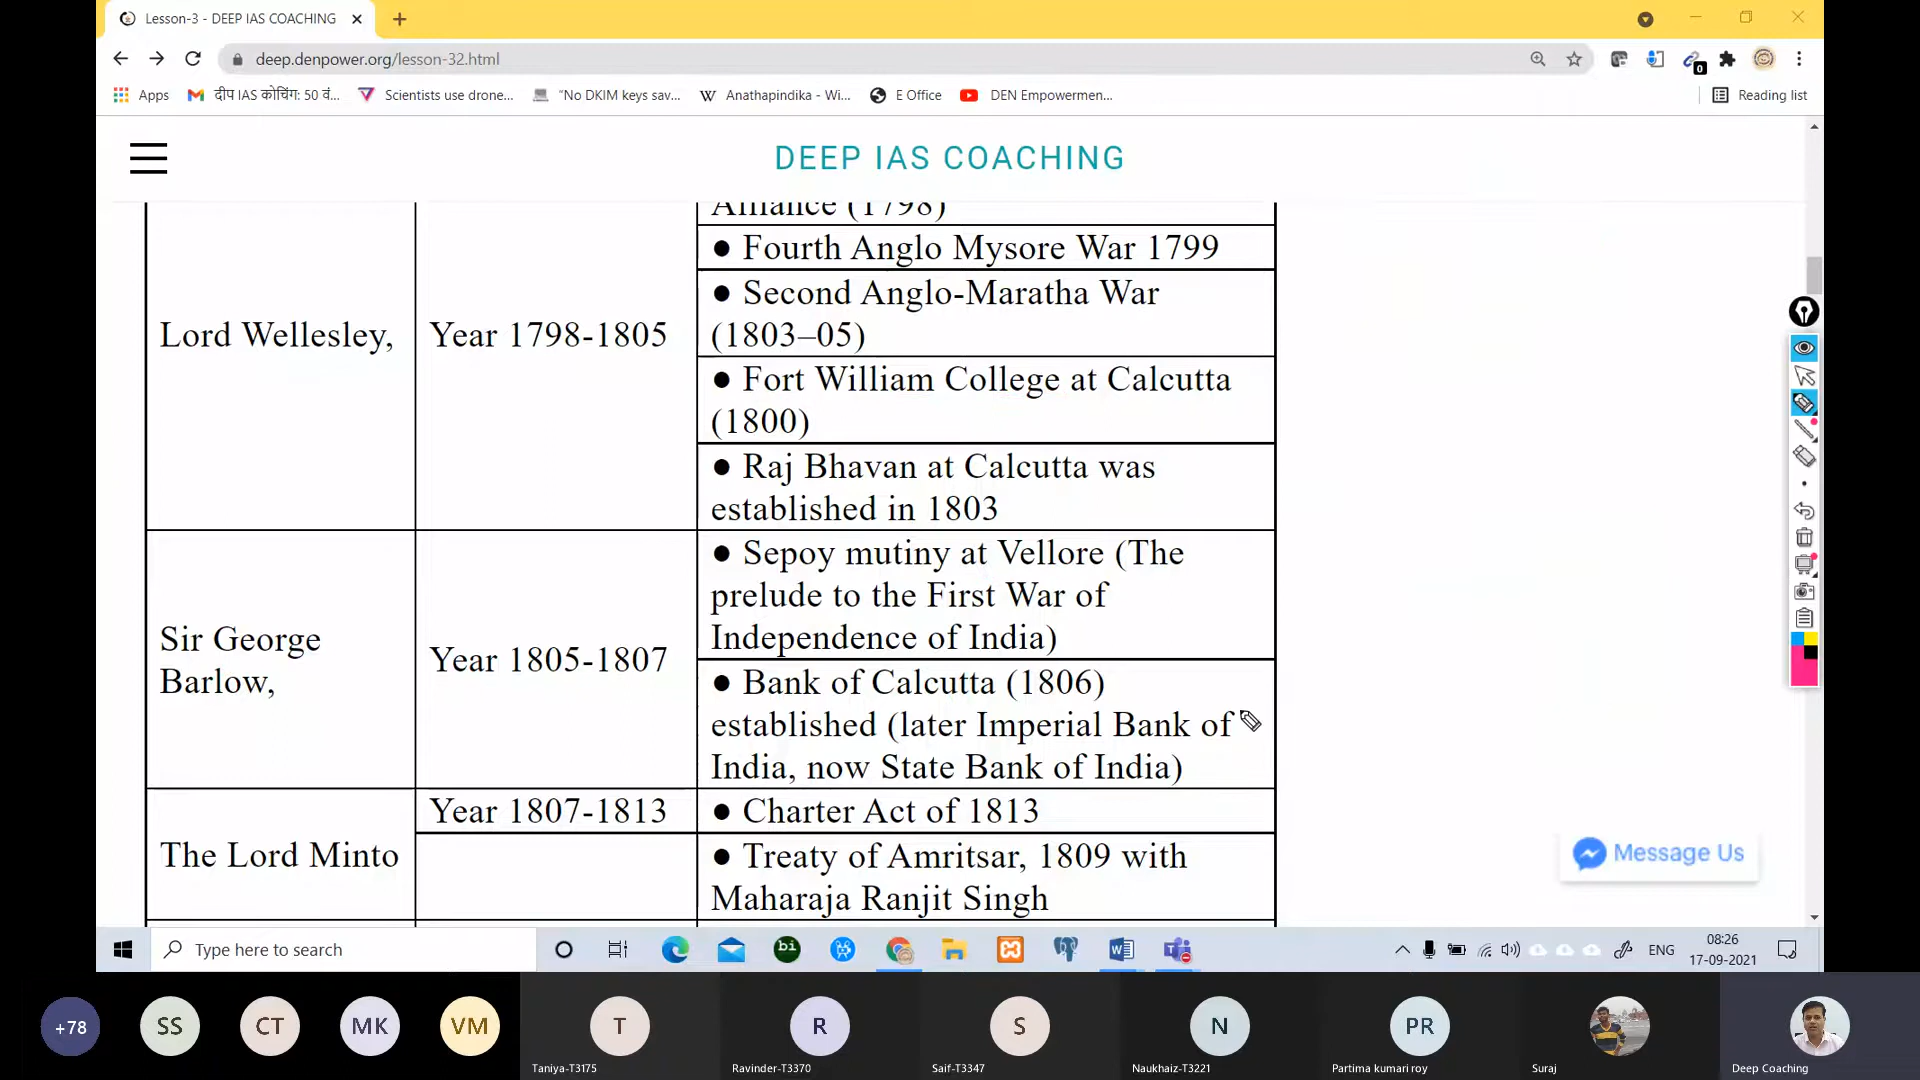 Lesson-3 - DEEP IAS COACHING
deep.denpower.org/lesson-32.html
0
Apps
दीप IAS कोचिंग: 50 वं...
Scientists use drone...
"No DKIM keys sav...
Anathapindika - Wi...
E Office
DEN Empowermen...
Reading list
DEEP IAS COACHING
Alliance (1798)
● Fourth Anglo Mysore War 1799
Lord Wellesley,
Year 1798-1805
● Second Anglo-Maratha War
(1803–05)
● Fort William College at Calcutta
(1800)
● Raj Bhavan at Calcutta was
established in 1803
Sir George
Barlow,
Year 1805-1807
● Sepoy mutiny at Vellore (The
prelude to the First War of
Independence of India)
● Bank of Calcutta (1806)
established (later Imperial Bank of
India, now State Bank of India)
The Lord Minto
Year 1807-1813
● Charter Act of 1813
● Treaty of Amritsar, 1809 with
Maharaja Ranjit Singh
Message Us
Type here to search
bi
ENG
08:26
17-09-2021
+78
SS
CT
MK
VM
T
R
S
N
PR
Taniya-T3175
Ravinder-T3370
Saif-T3347
Naukhaiz-T3221
Partima kumari roy
Suraj
Deep Coaching